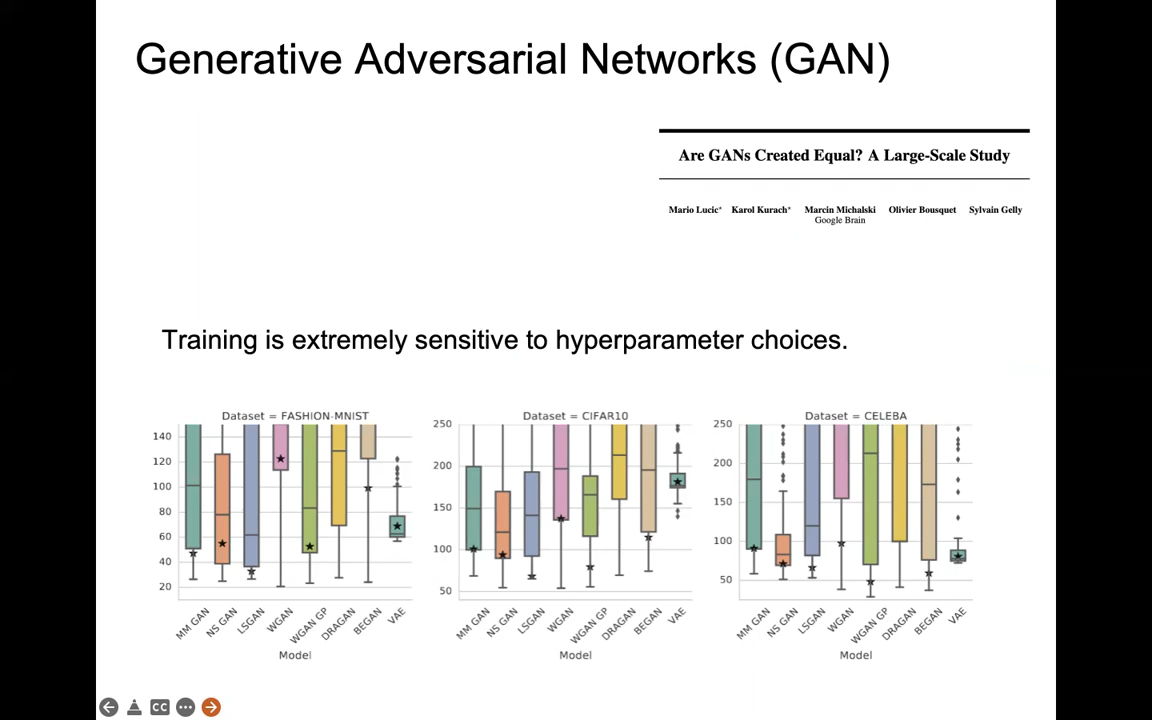 Generative Adversarial Networks (GAN)
Are GANs Created Equal? A Large-Scale Study
Mario Lucic* Karol Kurach* Marcin Michalski Olivier Bousquet Sylvain Gelly
Google Brain
Training is extremely sensitive to hyperparameter choices.
Dataset = FASHION-MNIST
140
120
100
80
60
40
20
MM GAN
NS GAN
LSGAN
WGAN
WGAN GP
DRAGAN
BEGAN
VAE
Model
Dataset = CIFAR10
250
200
150
100
50
MM GAN
NS GAN
LSGAN
WGAN
WGAN GP
DRAGAN
BEGAN
VAE
Model
Dataset = CELEBA
250
200
150
100
50
MM GAN
NS GAN
LSGAN
WGAN
WGAN GP
DRAGAN
BEGAN
VAE
Model
CC